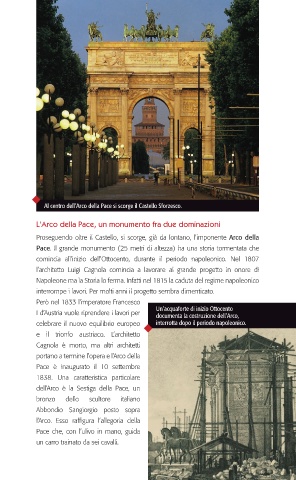 Al centro dell'Arco della Pace si scorge il Castello Sforzesco.
L'Arco della Pace, un monumento fra due dominazioni
Proseguendo oltre il Castello, si scorge, già da lontano, l'imponente Arco della
Pace. Il grande monumento (25 metri di altezza) ha una storia tormentata che
comincia all'inizio dell'Ottocento, durante il periodo napoleonico. Nel 1807
l'architetto Luigi Cagnola comincia a lavorare al grande progetto in onore di
Napoleone ma la Storia lo ferma. Infatti nel 1815 la caduta del regime napoleonico
interrompe i lavori. Per molti anni il progetto sembra dimenticato.
Però nel 1833 l'imperatore Francesco
I d'Austria vuole riprendere i lavori per
celebrare il nuovo equilibrio europeo
e il trionfo austriaco. L'architetto
Cagnola è morto, ma altri architetti
portano a termine l'opera e l'Arco della
Pace è inaugurato il 10 settembre
1838. Una caratteristica particolare
dell'Arco è la Sestiga della Pace, un
bronzo dello scultore italiano
Abbondio Sangiorgio posto sopra
l'Arco. Esso raffigura l'allegoria della
Pace che, con l'ulivo in mano, guida
un carro trainato da sei cavalli.
Un'acquaforte di inizio Ottocento
documenta la costruzione dell'Arco,
interrotta dopo il periodo napoleonico.